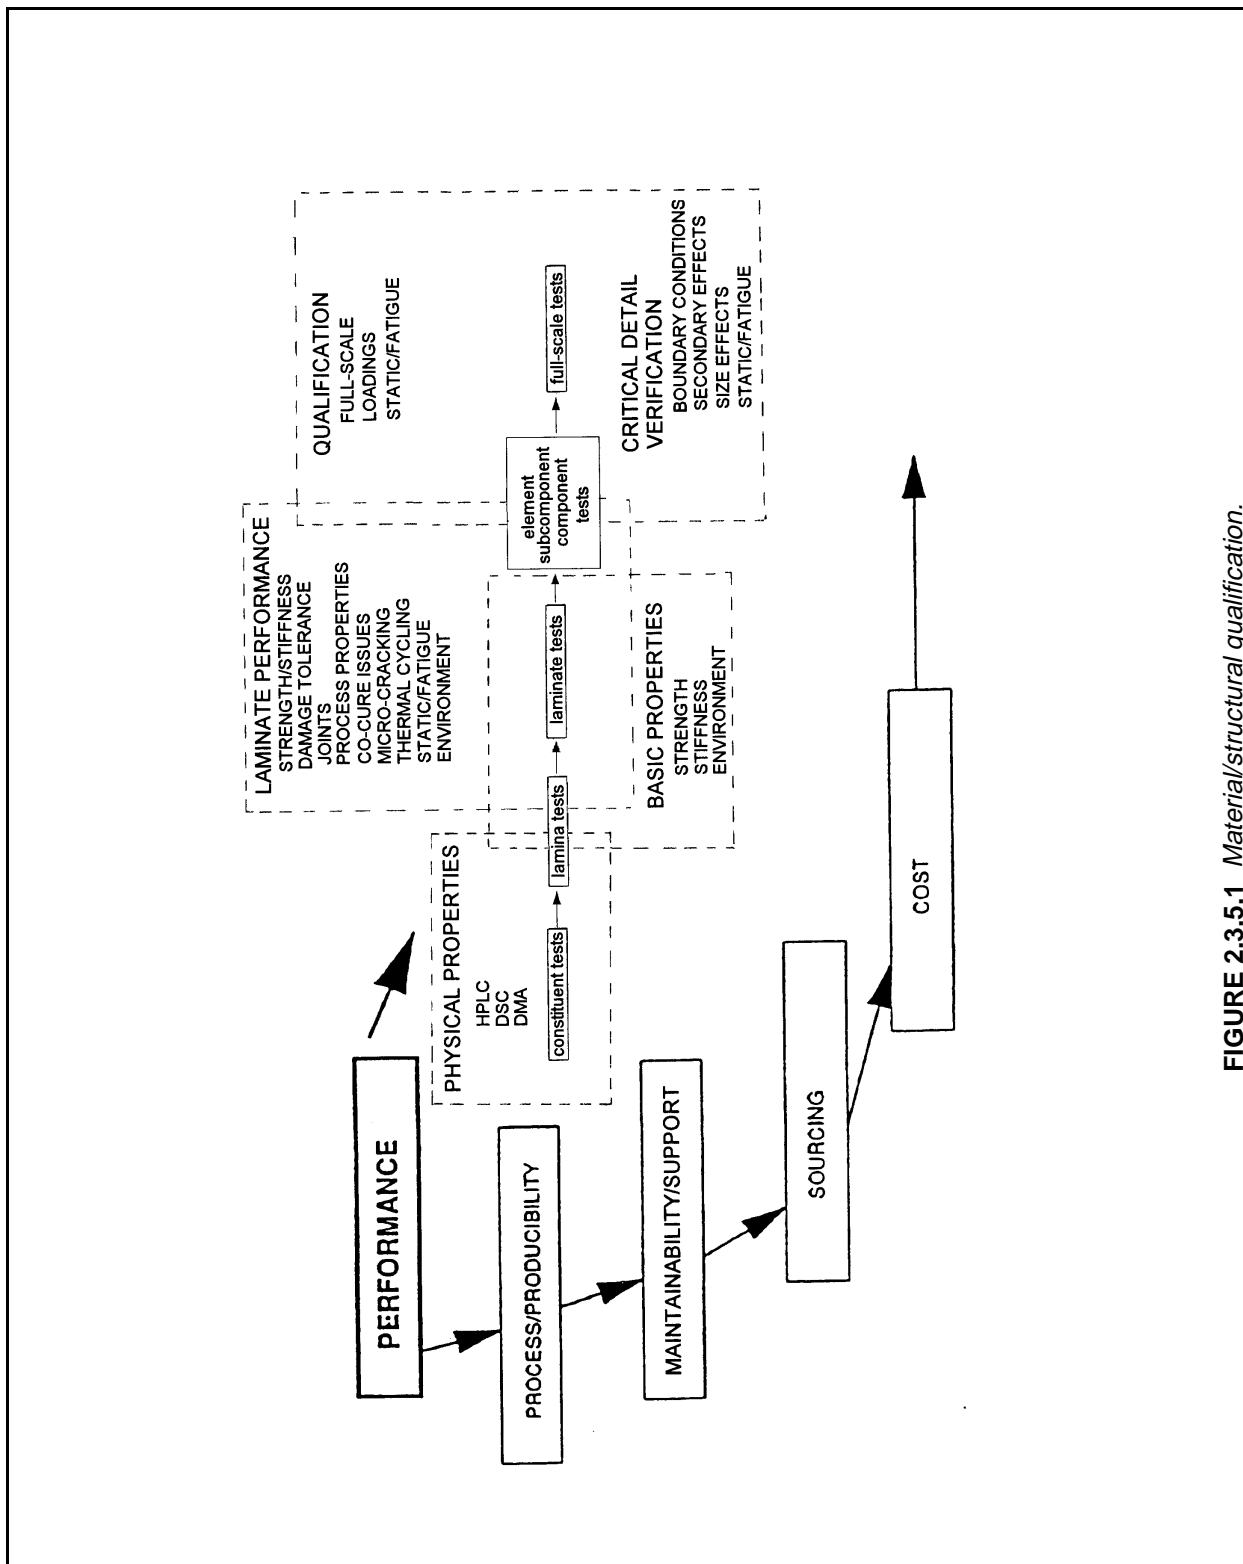 PERFORMANCE
PROCESS/PRODUCIBILITY
MAINTAINABILITY/SUPPORT
SOURCING
COST
PHYSICAL PROPERTIES
HPLC
DSC
DMA
constituent tests
lamina tests
laminate tests
element
subcomponent
component
tests
full-scale tests
LAMINATE PERFORMANCE
STRENGTH/STIFFNESS
DAMAGE TOLERANCE
JOINTS
PROCESS PROPERTIES
CO-CURE ISSUES
MICRO-CRACKING
THERMAL CYCLING
STATIC/FATIGUE
ENVIRONMENT
BASIC PROPERTIES
STRENGTH
STIFFNESS
ENVIRONMENT
QUALIFICATION
FULL-SCALE
LOADINGS
STATIC/FATIGUE
CRITICAL DETAIL
VERIFICATION
BOUNDARY CONDITIONS
SECONDARY EFFECTS
SIZE EFFECTS
STATIC/FATIGUE
FIGURE 2.3.5.1 Material/structural qualification.